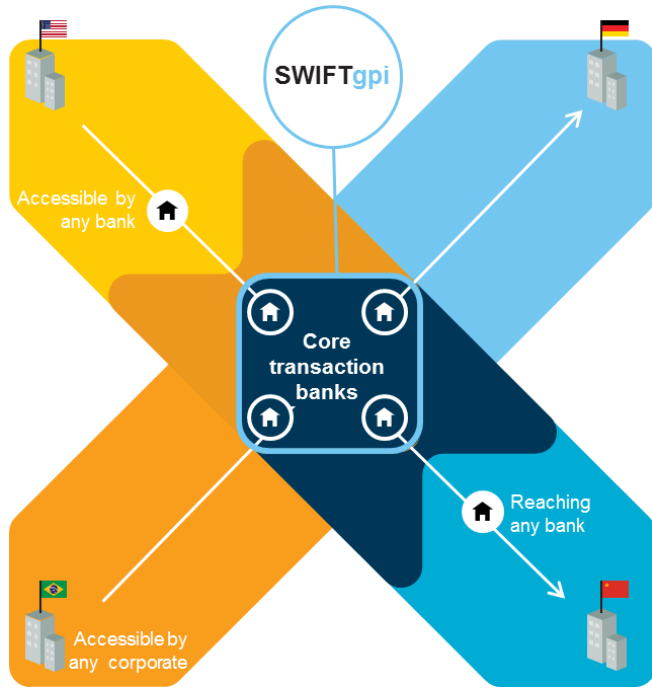 SWIFTgpi
Accessible by
any bank
Core
transaction
banks
Reaching
any bank
Accessible by
any corporate